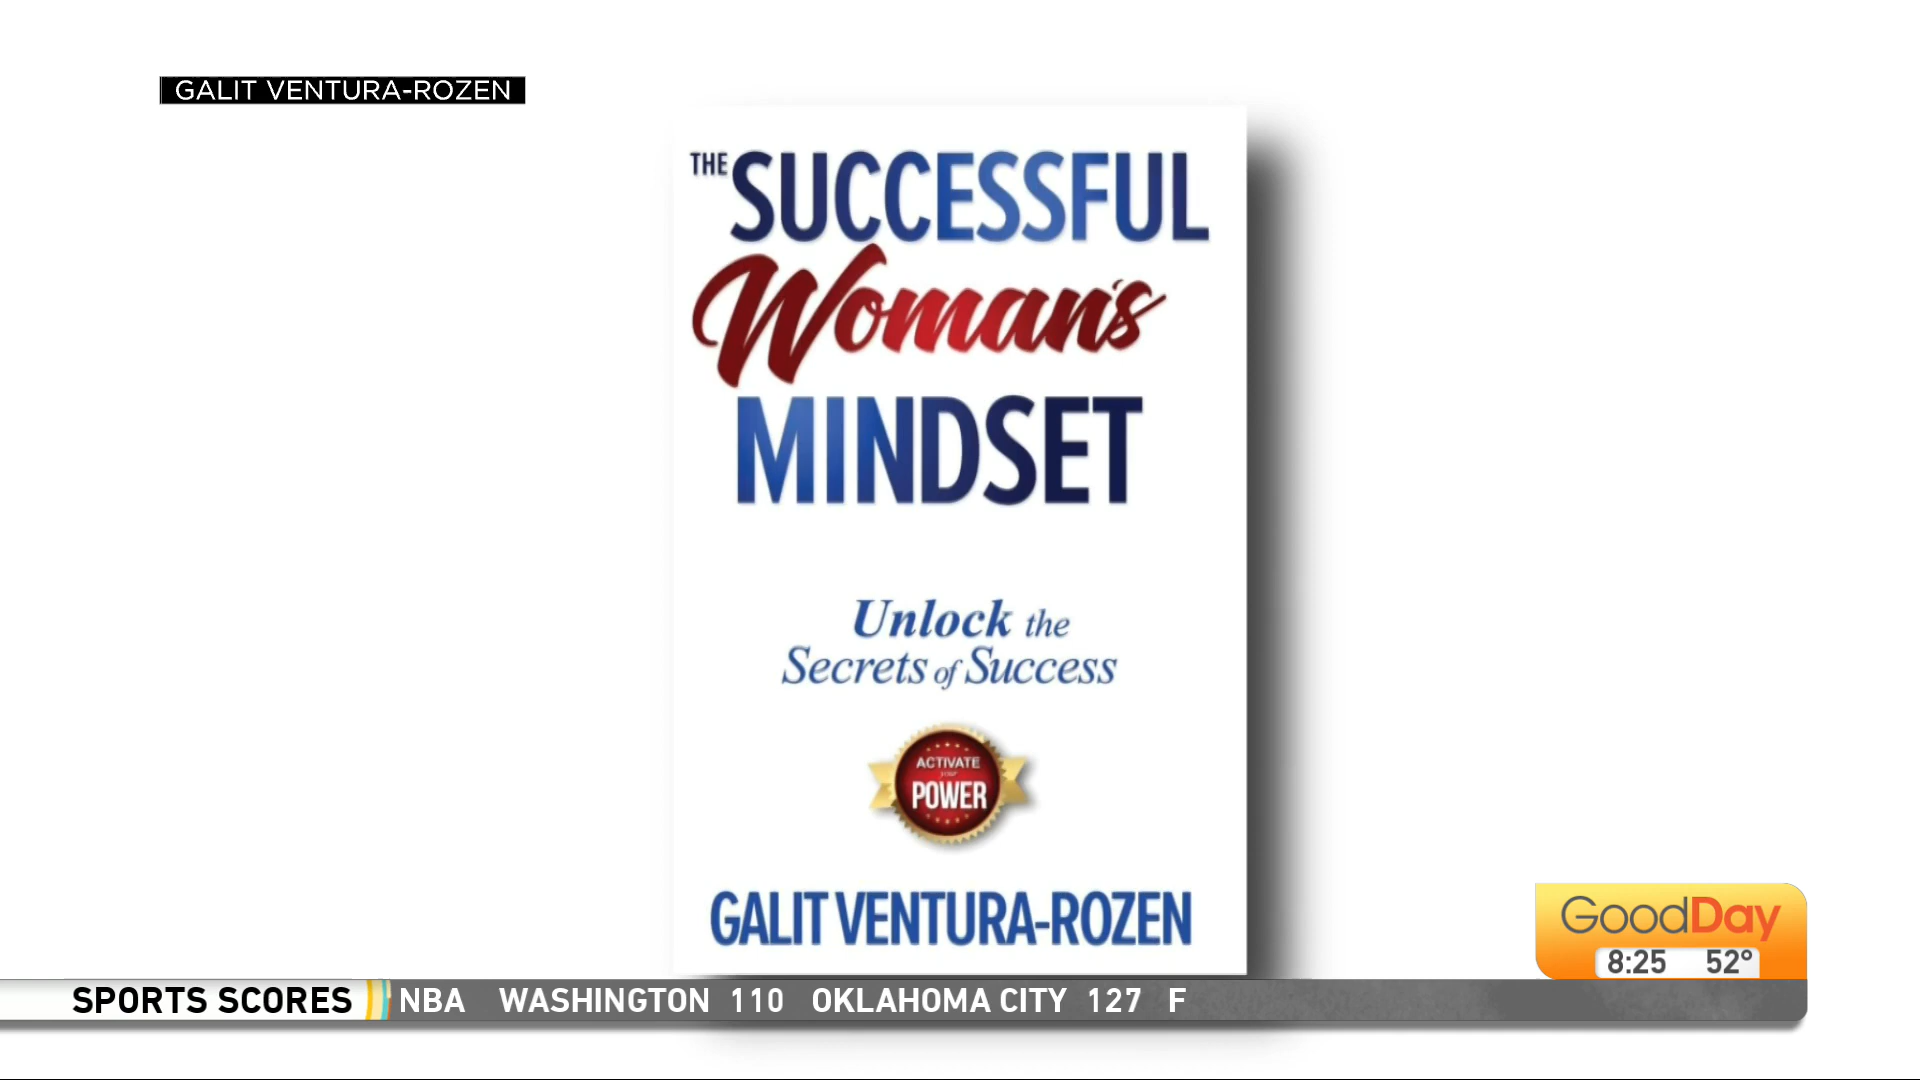 GALIT VENTURA-ROZEN
THE SUCCESSFUL
Woman's
MINDSET
Unlock the
Secrets of Success
ACTIVATE
your
POWER
GALIT VENTURA-ROZEN
GoodDay
8:25 52°
SPORTS SCORES NBA WASHINGTON 110 OKLAHOMA CITY 127 F